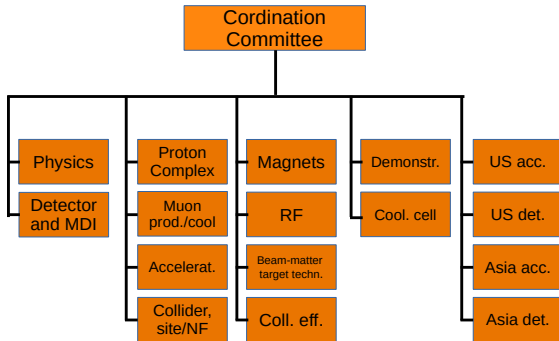 Cordination
Committee
Physics
Detector
and MDI
Proton
Complex
Muon
prod./cool
Accelerat.
Collider,
site/NF
Magnets
RF
Beam-matter
target techn.
Coll. eff.
Demonstr.
Cool. cell
US acc.
US det.
Asia acc.
Asia det.